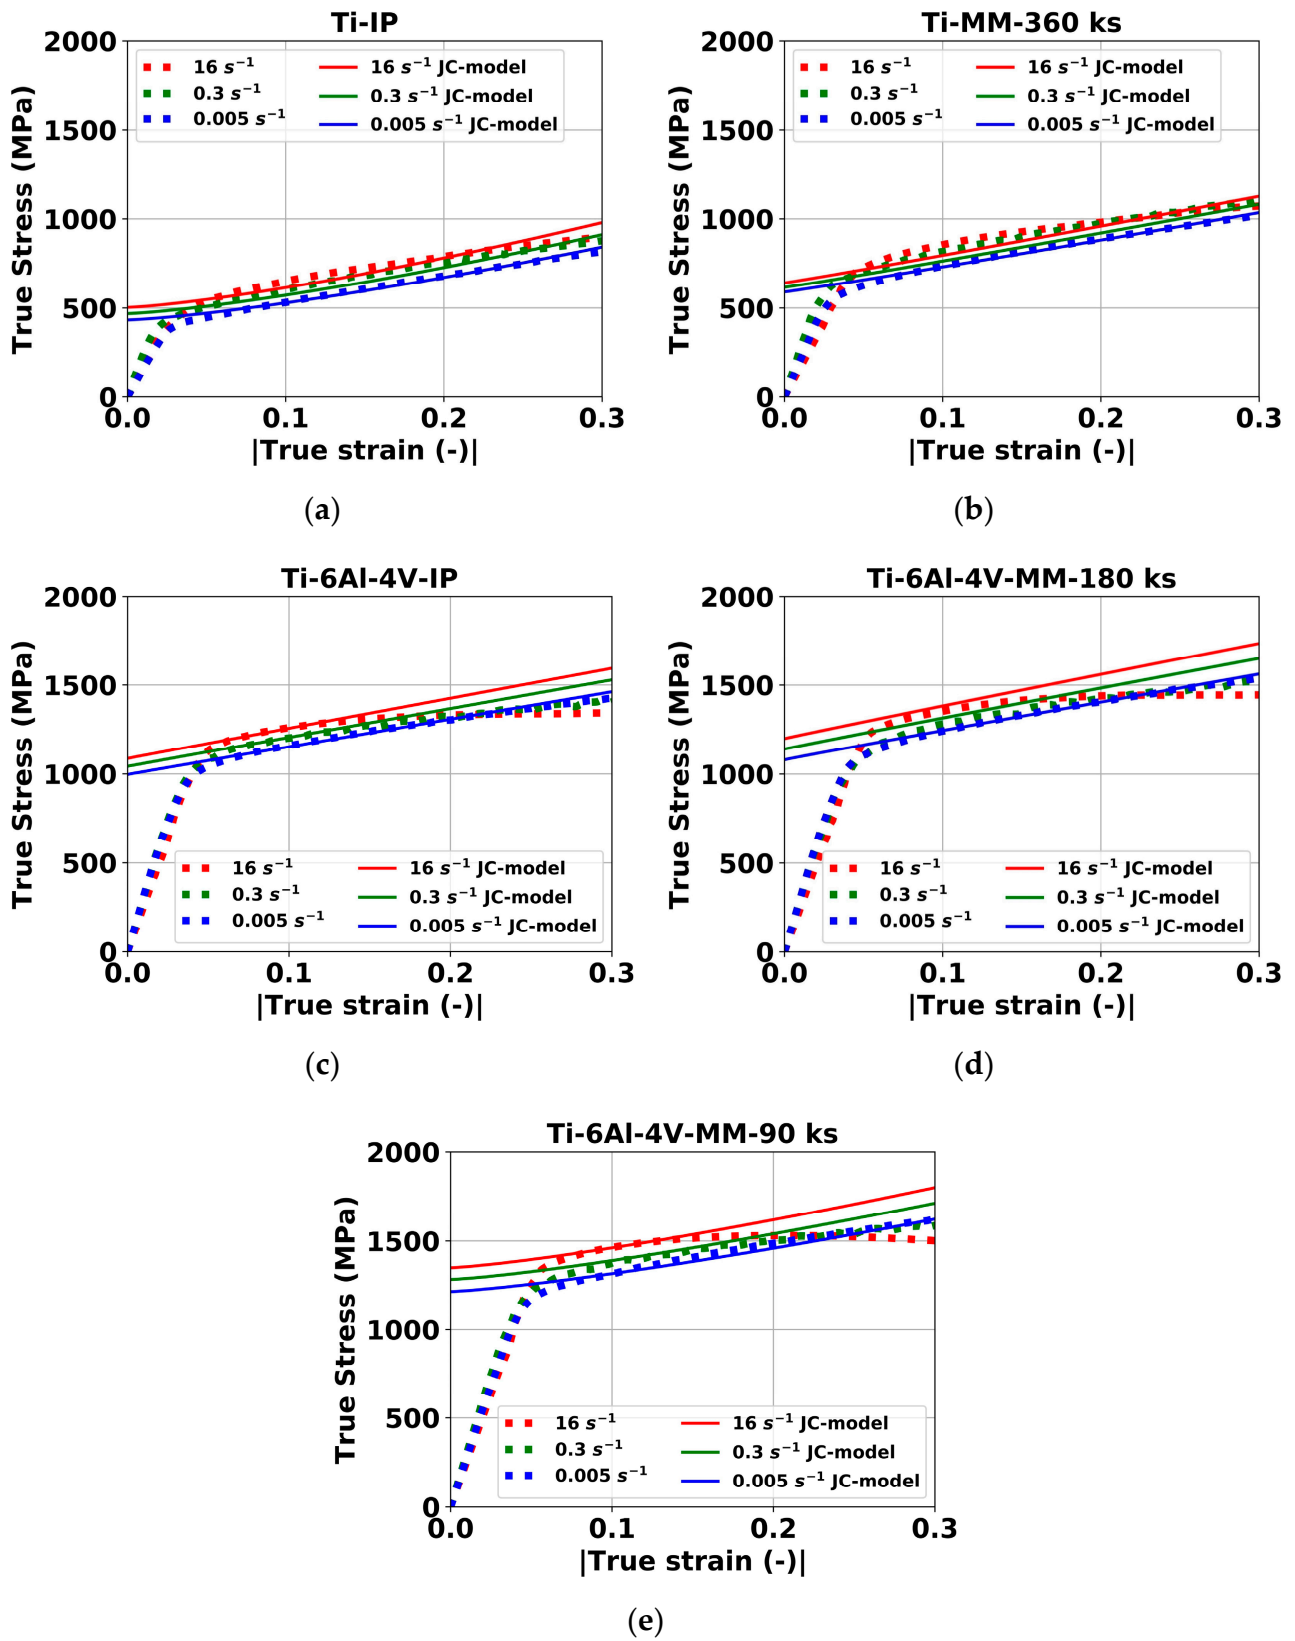 Ti-IP
True Stress (MPa)
2000
1500
1000
500
0
16 s⁻¹
0.3 s⁻¹
0.005 s⁻¹
16 s⁻¹ JC-model
0.3 s⁻¹ JC-model
0.005 s⁻¹ JC-model
0.0 0.1 0.2 0.3
|True strain (-)|
(a)
Ti-MM-360 ks
True Stress (MPa)
2000
1500
1000
500
0
16 s⁻¹
0.3 s⁻¹
0.005 s⁻¹
16 s⁻¹ JC-model
0.3 s⁻¹ JC-model
0.005 s⁻¹ JC-model
0.0 0.1 0.2 0.3
|True strain (-)|
(b)
Ti-6Al-4V-IP
True Stress (MPa)
2000
1500
1000
500
0
16 s⁻¹
0.3 s⁻¹
0.005 s⁻¹
16 s⁻¹ JC-model
0.3 s⁻¹ JC-model
0.005 s⁻¹ JC-model
0.0 0.1 0.2 0.3
|True strain (-)|
(c)
Ti-6Al-4V-MM-180 ks
True Stress (MPa)
2000
1500
1000
500
0
16 s⁻¹
0.3 s⁻¹
0.005 s⁻¹
16 s⁻¹ JC-model
0.3 s⁻¹ JC-model
0.005 s⁻¹ JC-model
0.0 0.1 0.2 0.3
|True strain (-)|
(d)
Ti-6Al-4V-MM-90 ks
True Stress (MPa)
2000
1500
1000
500
0
16 s⁻¹
0.3 s⁻¹
0.005 s⁻¹
16 s⁻¹ JC-model
0.3 s⁻¹ JC-model
0.005 s⁻¹ JC-model
0.0 0.1 0.2 0.3
|True strain (-)|
(e)